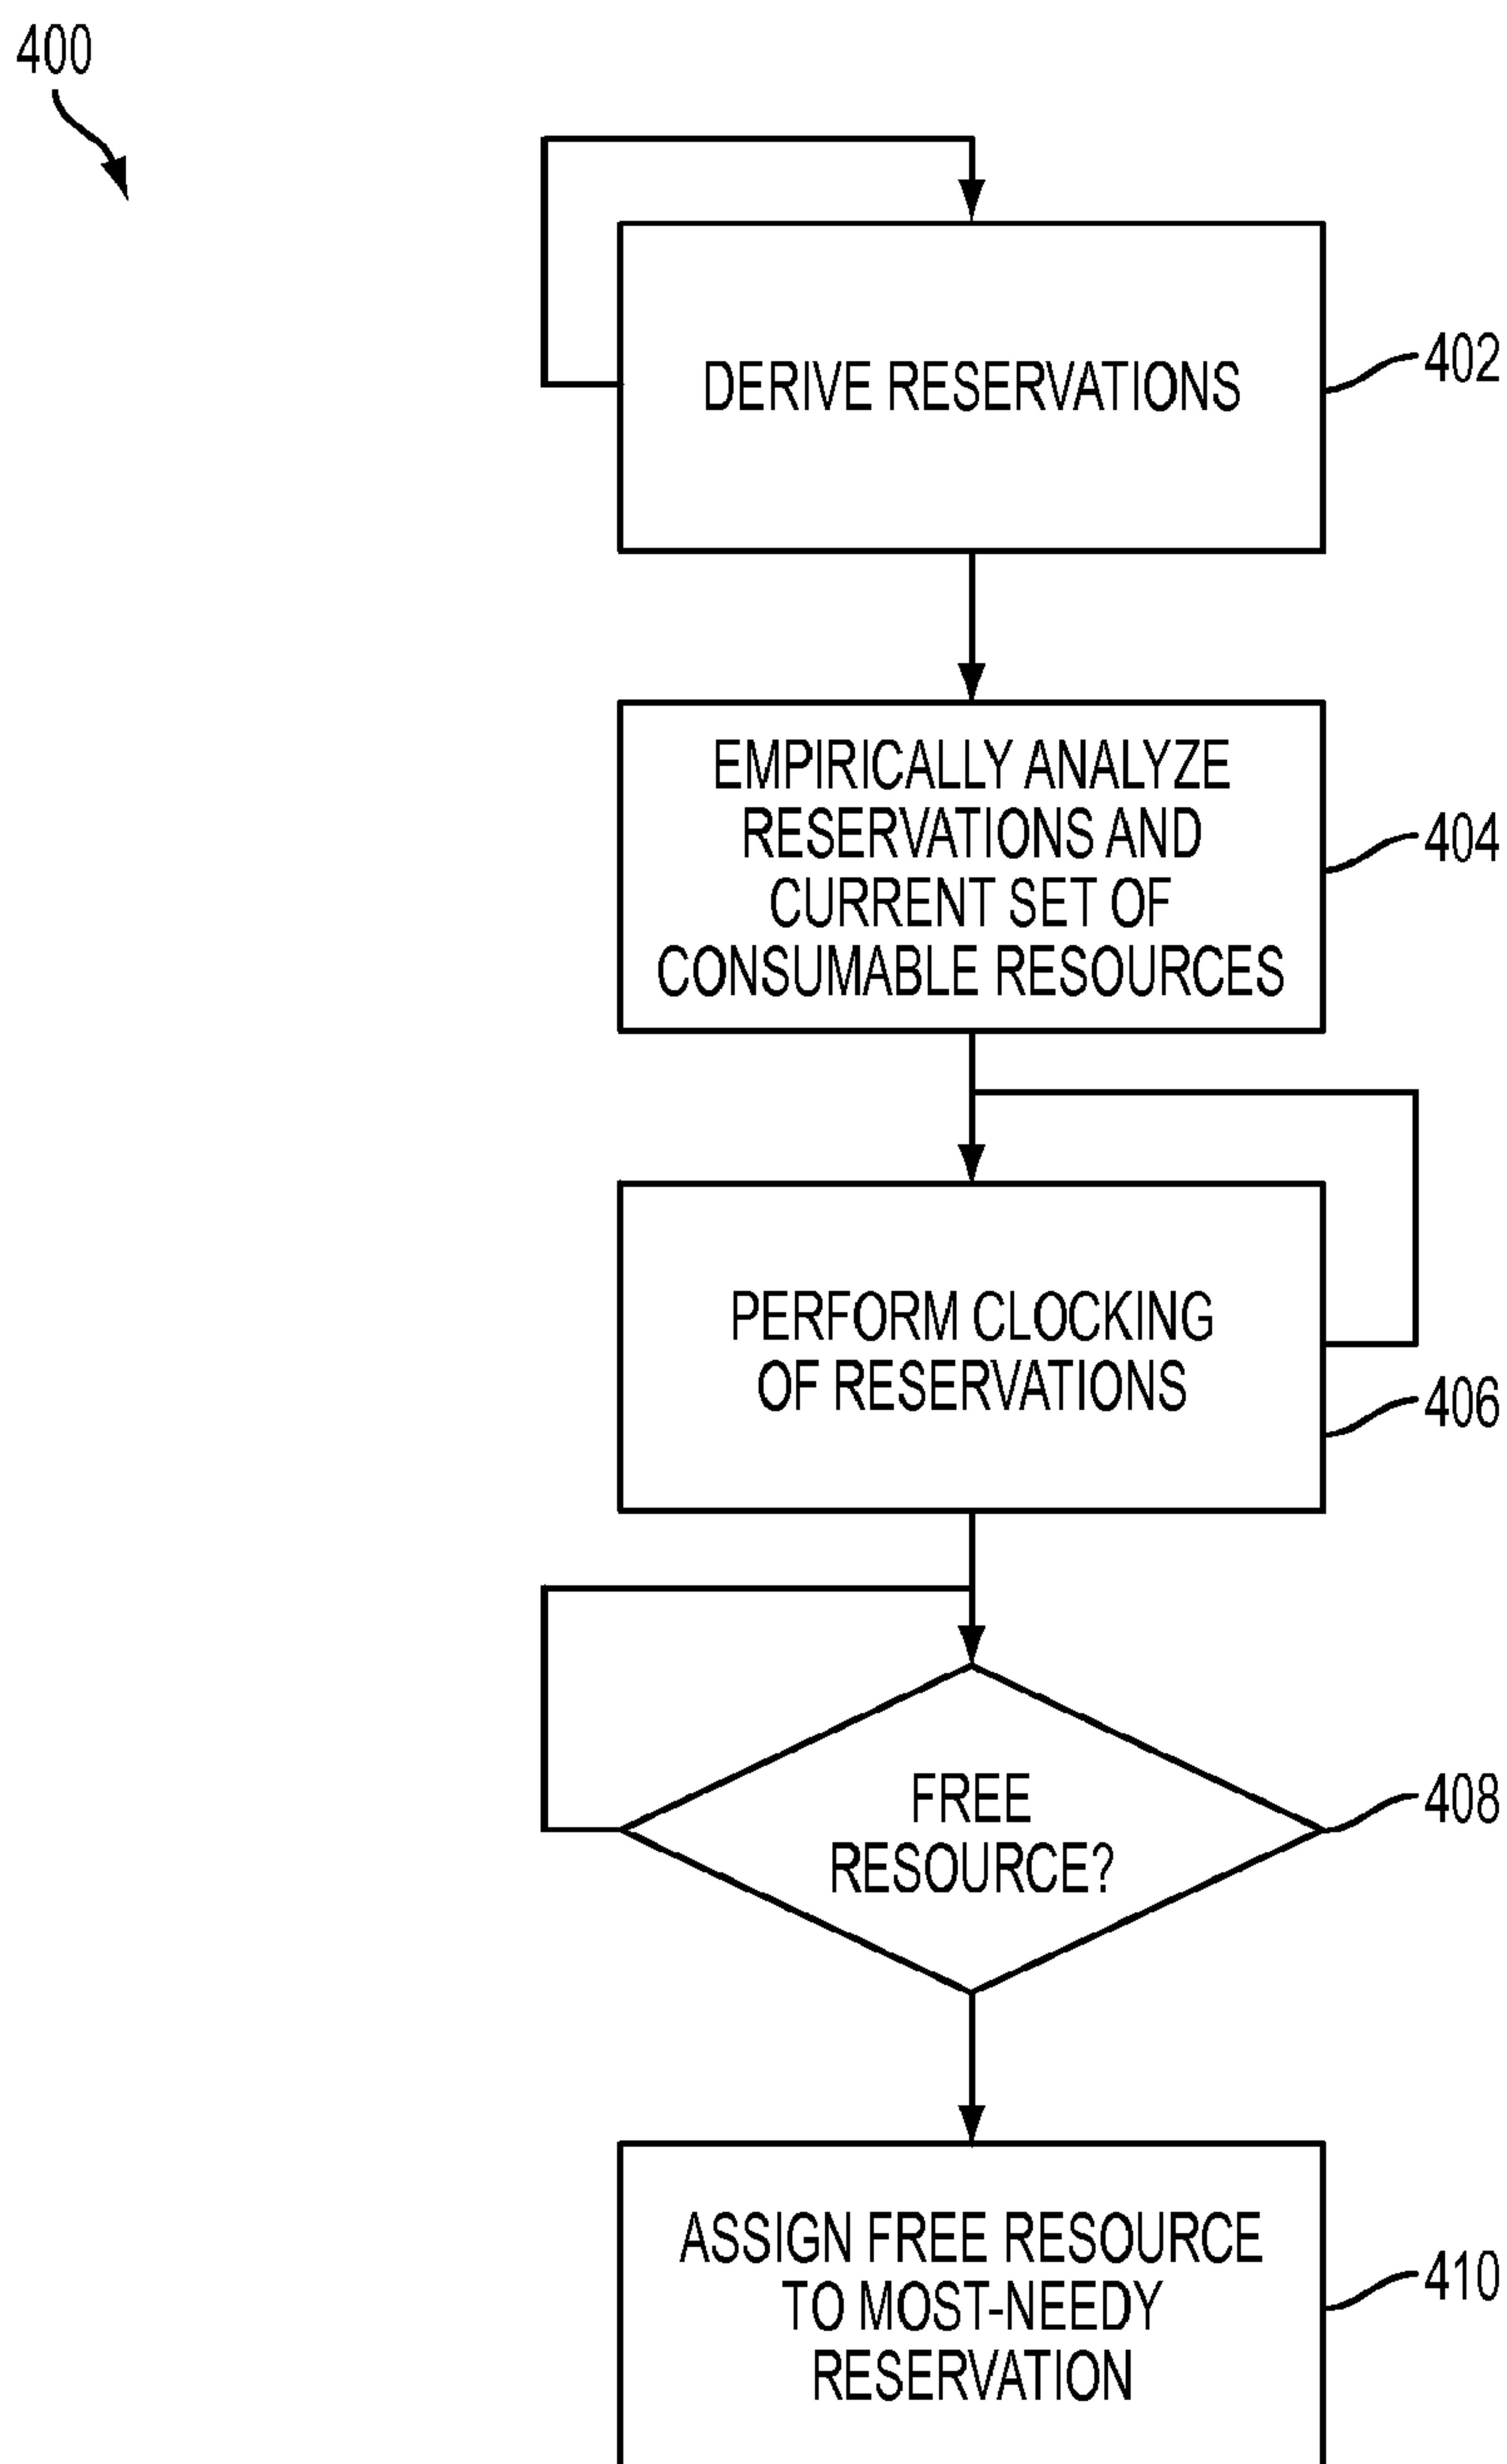 400
DERIVE RESERVATIONS
402
EMPIRICALLY ANALYZE
RESERVATIONS AND
CURRENT SET OF
CONSUMABLE RESOURCES
404
PERFORM CLOCKING
OF RESERVATIONS
406
FREE
RESOURCE?
408
ASSIGN FREE RESOURCE
TO MOST-NEEDY
RESERVATION
410